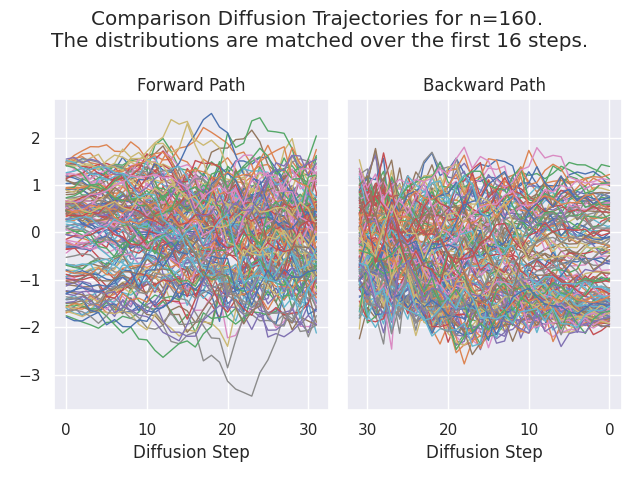 Comparison Diffusion Trajectories for n=160.
The distributions are matched over the first 16 steps.
Forward Path
Backward Path
2
1
0
−1
−2
−3
0 10 20 30
30 20 10 0
Diffusion Step
Diffusion Step